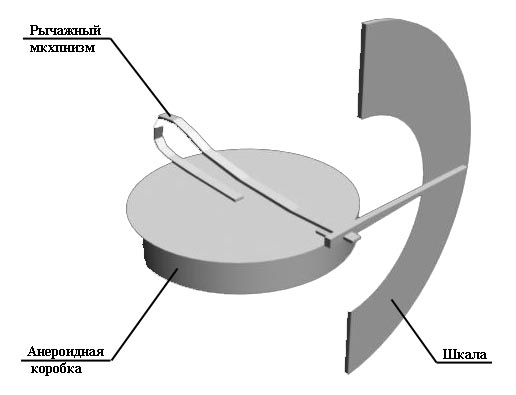 Рычажный
мкхпнизм
Анероидная
коробка
Шкала